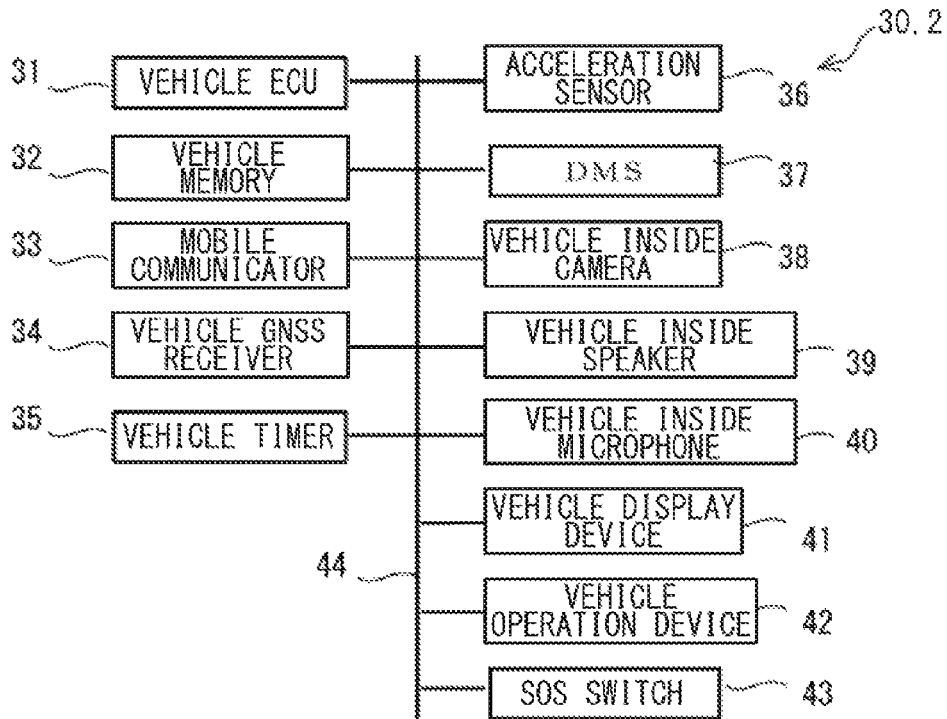 30, 2
31
VEHICLE ECU
ACCELERATION
SENSOR
36
32
VEHICLE
MEMORY
DMS
37
33
MOBILE
COMMUNICATOR
VEHICLE INSIDE
CAMERA
38
34
VEHICLE GNSS
RECEIVER
VEHICLE INSIDE
SPEAKER
39
35
VEHICLE TIMER
VEHICLE INSIDE
MICROPHONE
40
VEHICLE DISPLAY
DEVICE
41
44
VEHICLE
OPERATION DEVICE
42
SOS SWITCH
43